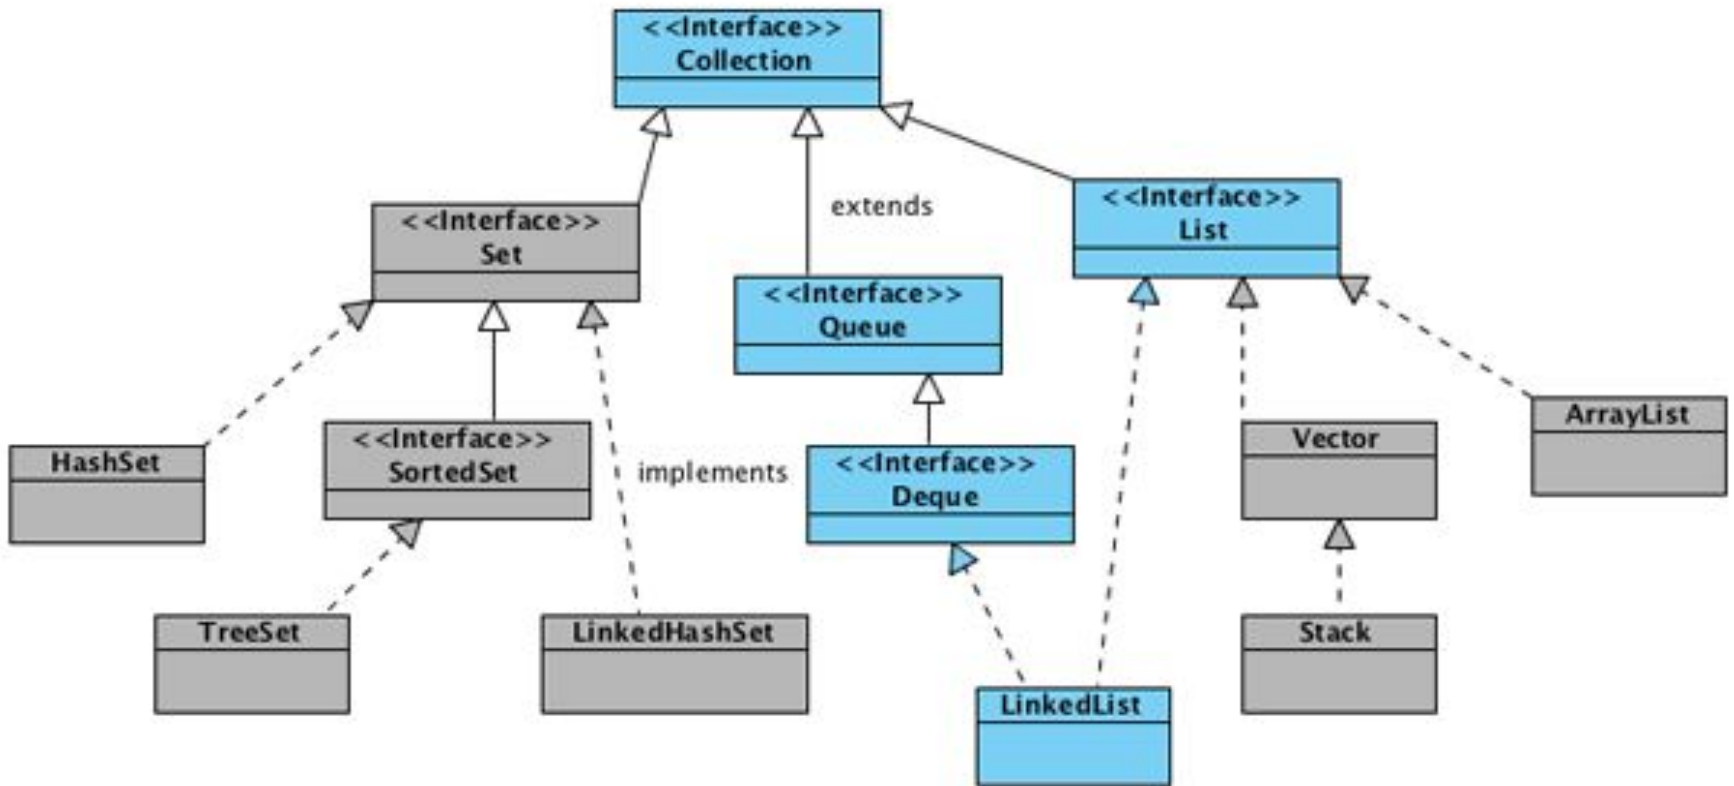 <<Interface>>
Collection
<<Interface>>
List
<<Interface>>
Set
extends
<<Interface>>
Queue
ArrayList
<<Interface>>
SortedSet
Vector
HashSet
implements
<<Interface>>
Deque
TreeSet
LinkedHashSet
Stack
LinkedList